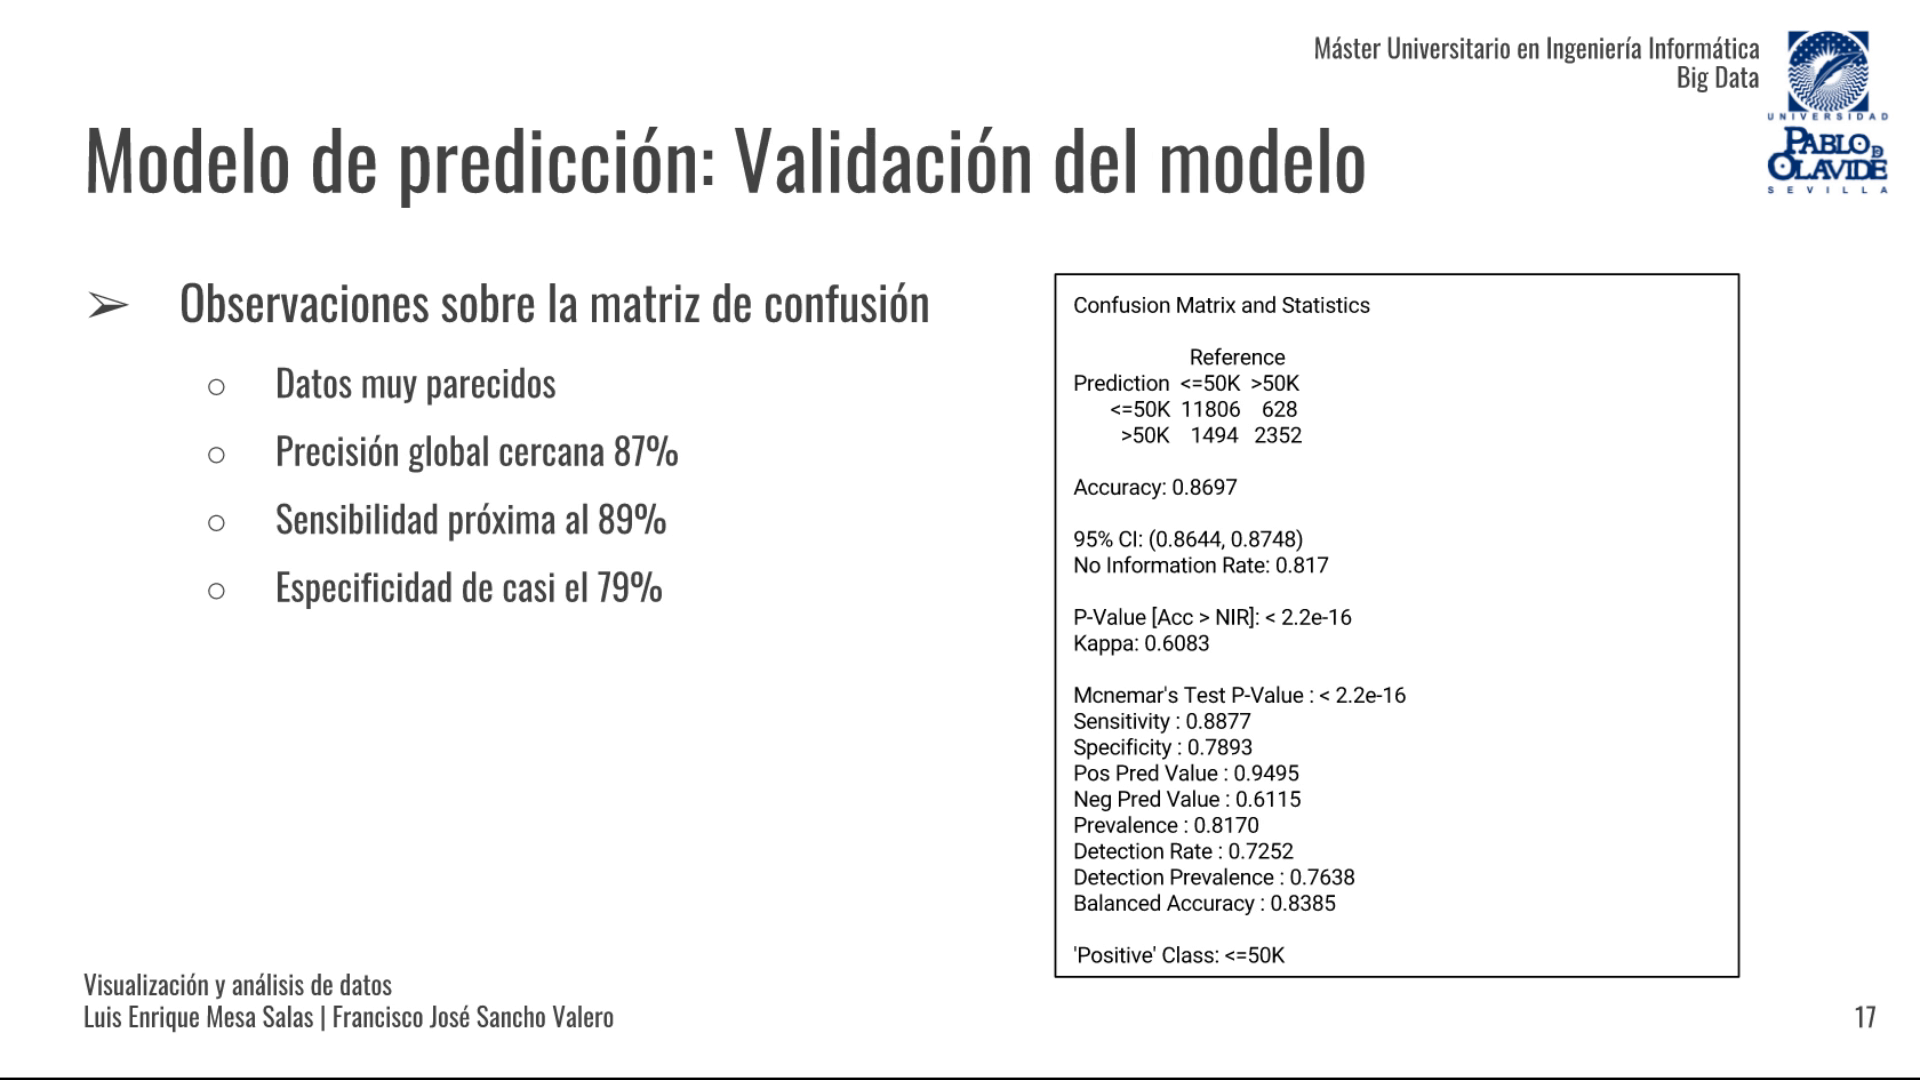 Máster Universitario en Ingeniería Informática
Big Data
UNIVERSIDAD
PABLO DE
OLAVIDE
SEVILLA
Modelo de predicción: Validación del modelo
➢ Observaciones sobre la matriz de confusión
○ Datos muy parecidos
○ Precisión global cercana 87%
○ Sensibilidad próxima al 89%
○ Especificidad de casi el 79%
Confusion Matrix and Statistics
Reference
Prediction <=50K >50K
<=50K 11806 628
>50K 1494 2352
Accuracy: 0.8697
95% CI: (0.8644, 0.8748)
No Information Rate: 0.817
P-Value [Acc > NIR]: < 2.2e-16
Kappa: 0.6083
Mcnemar's Test P-Value : < 2.2e-16
Sensitivity : 0.8877
Specificity : 0.7893
Pos Pred Value : 0.9495
Neg Pred Value : 0.6115
Prevalence : 0.8170
Detection Rate : 0.7252
Detection Prevalence : 0.7638
Balanced Accuracy : 0.8385
'Positive' Class: <=50K
Visualización y análisis de datos
Luis Enrique Mesa Salas | Francisco José Sancho Valero
17